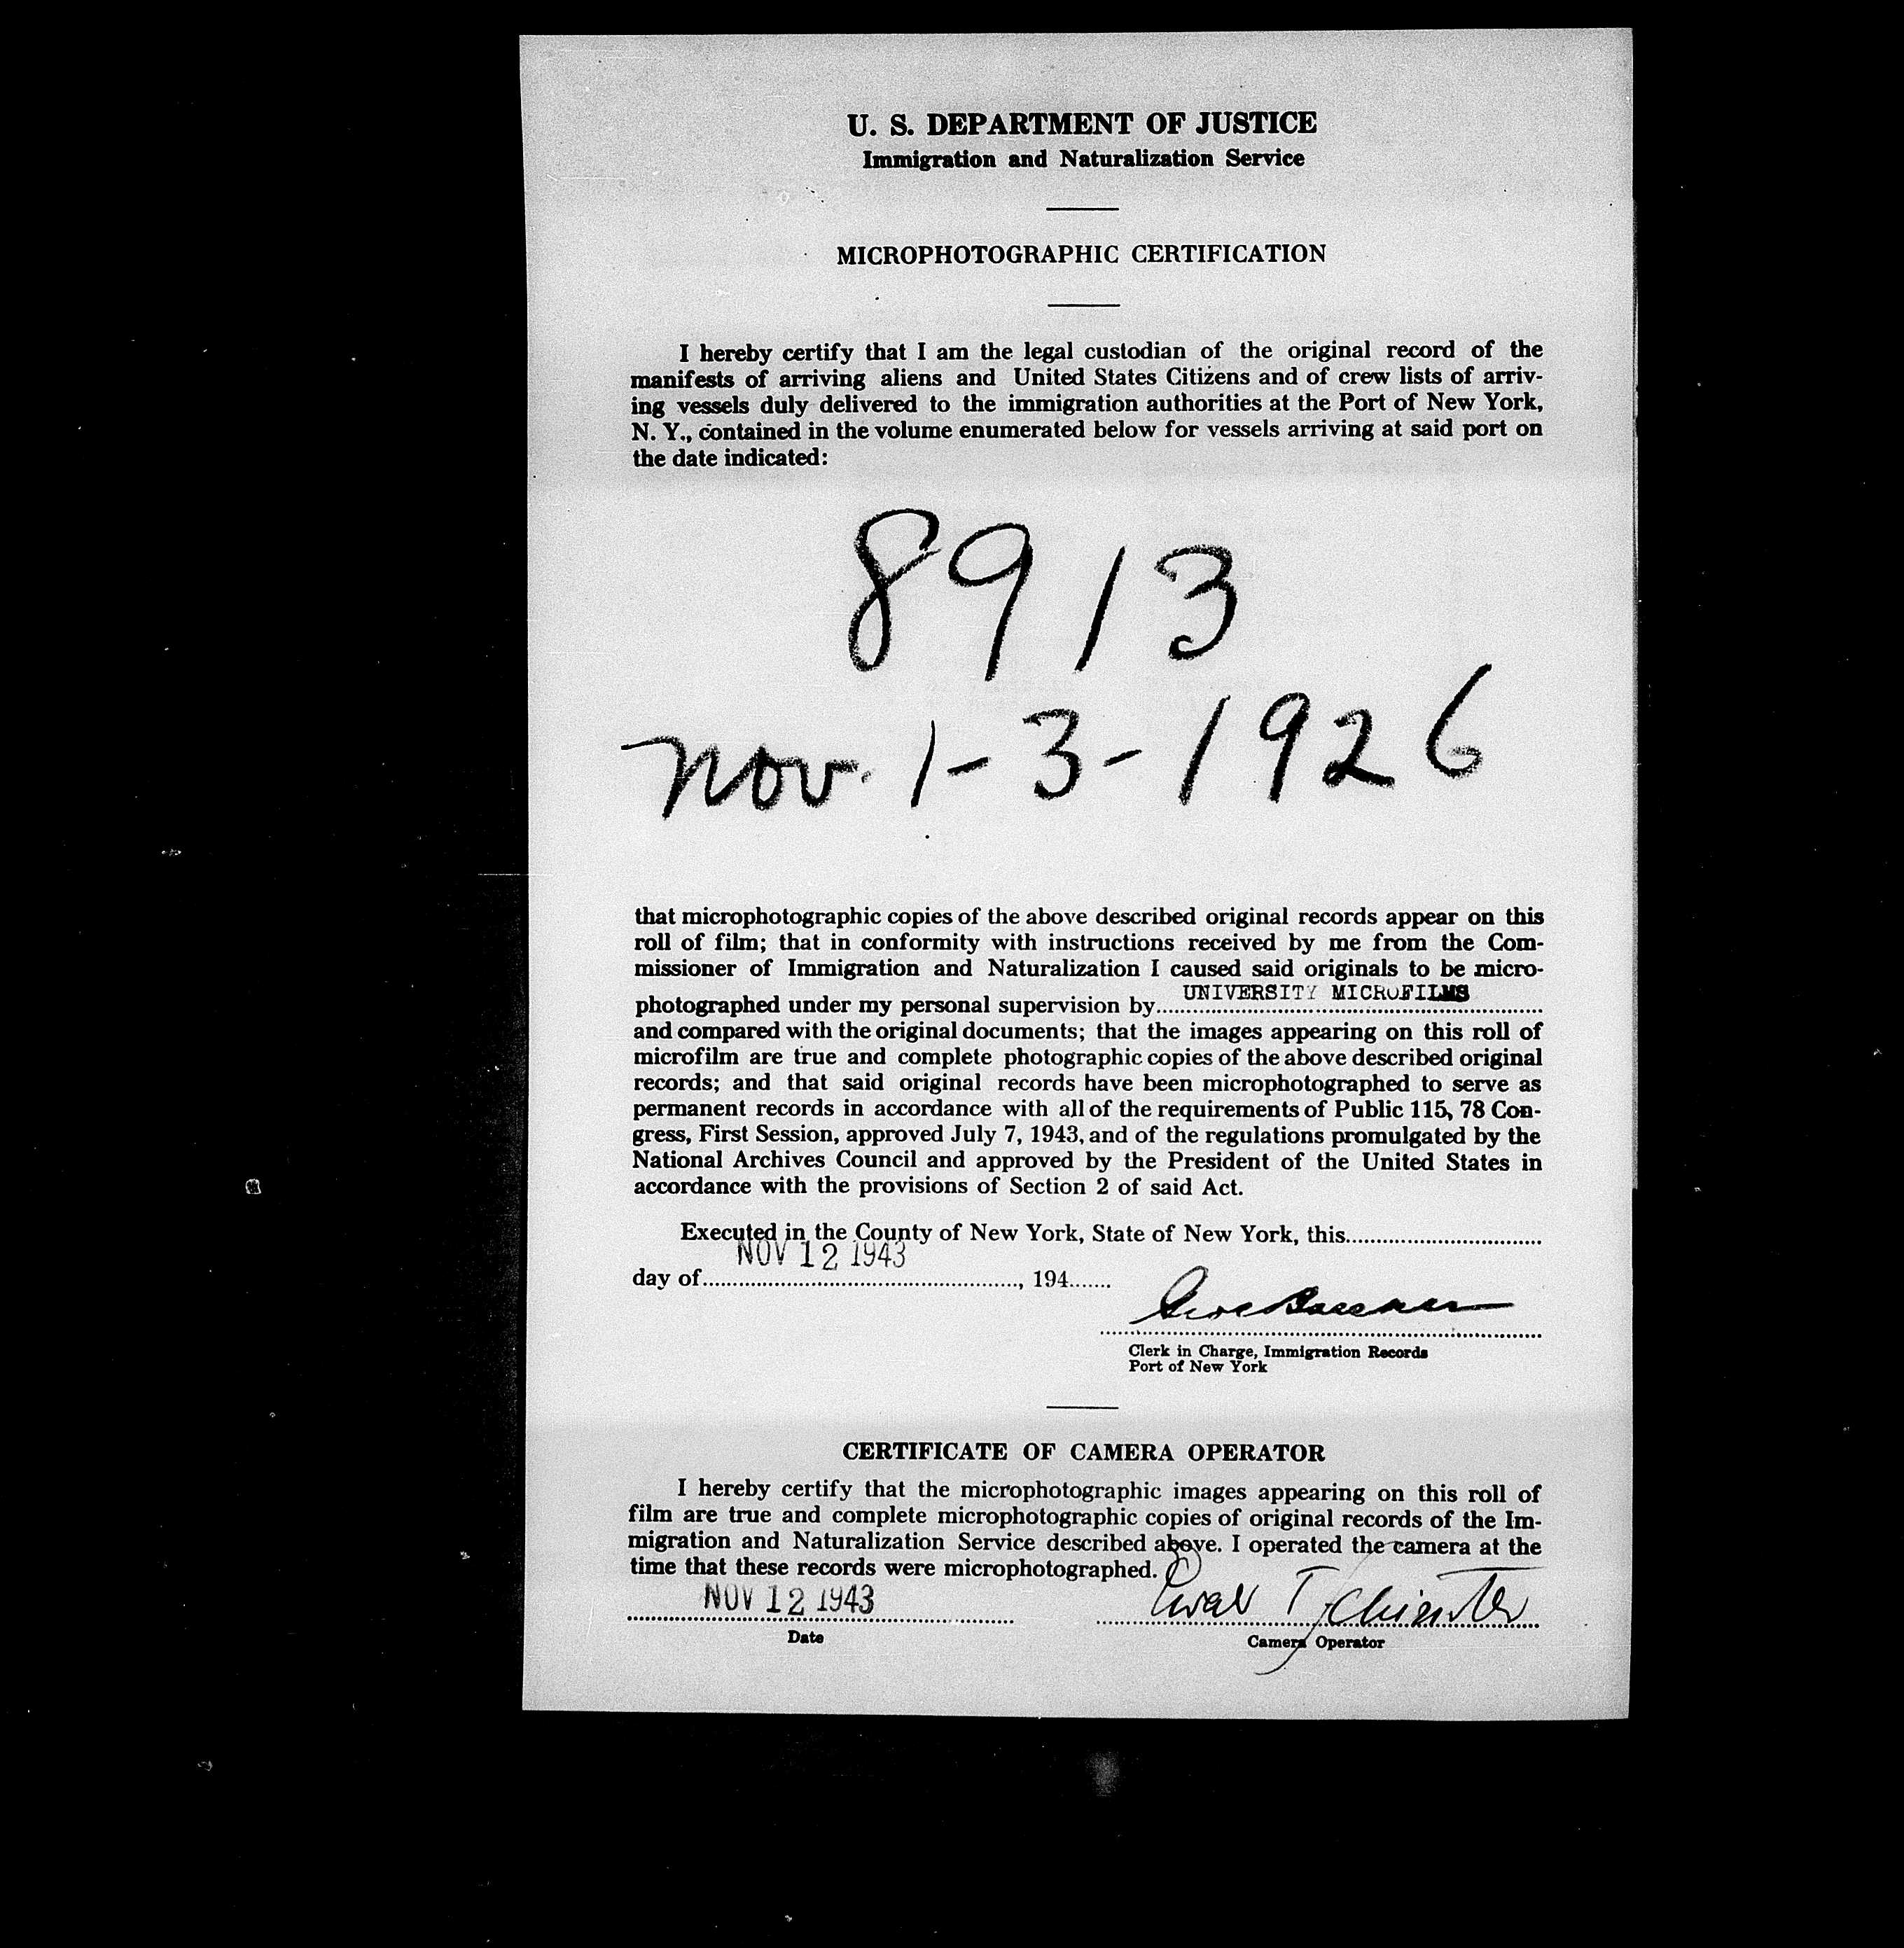 U. S. DEPARTMENT OF JUSTICE
Immigration and Naturalization Service
MICROPHOTOGRAPHIC CERTIFICATION
I hereby certify that I am the legal custodian of the original record of the
manifests of arriving aliens and United States Citizens and of crew lists of arriv-
ing vessels duly delivered to the immigration authorities at the Port of New York,
N. Y., contained in the volume enumerated below for vessels arriving at said port on
the date indicated:
8913
Nov. 1-3-1926
that microphotographic copies of the above described original records appear on this
roll of film; that in conformity with instructions received by me from the Com-
missioner of Immigration and Naturalization I caused said originals to be micro-
photographed under my personal supervision by UNIVERSITY MICROFILMS
and compared with the original documents; that the images appearing on this roll of
microfilm are true and complete photographic copies of the above described original
records; and that said original records have been microphotographed to serve as
permanent records in accordance with all of the requirements of Public 115, 78 Con-
gress, First Session, approved July 7, 1943, and of the regulations promulgated by the
National Archives Council and approved by the President of the United States in
accordance with the provisions of Section 2 of said Act.
Executed in the County of New York, State of New York, this
NOV 12 1943
day of , 194
Clerk in Charge, Immigration Records
Port of New York
CERTIFICATE OF CAMERA OPERATOR
I hereby certify that the microphotographic images appearing on this roll of
film are true and complete microphotographic copies of original records of the Im-
migration and Naturalization Service described above. I operated the camera at the
time that these records were microphotographed.
NOV 12 1943
Date
Camera Operator